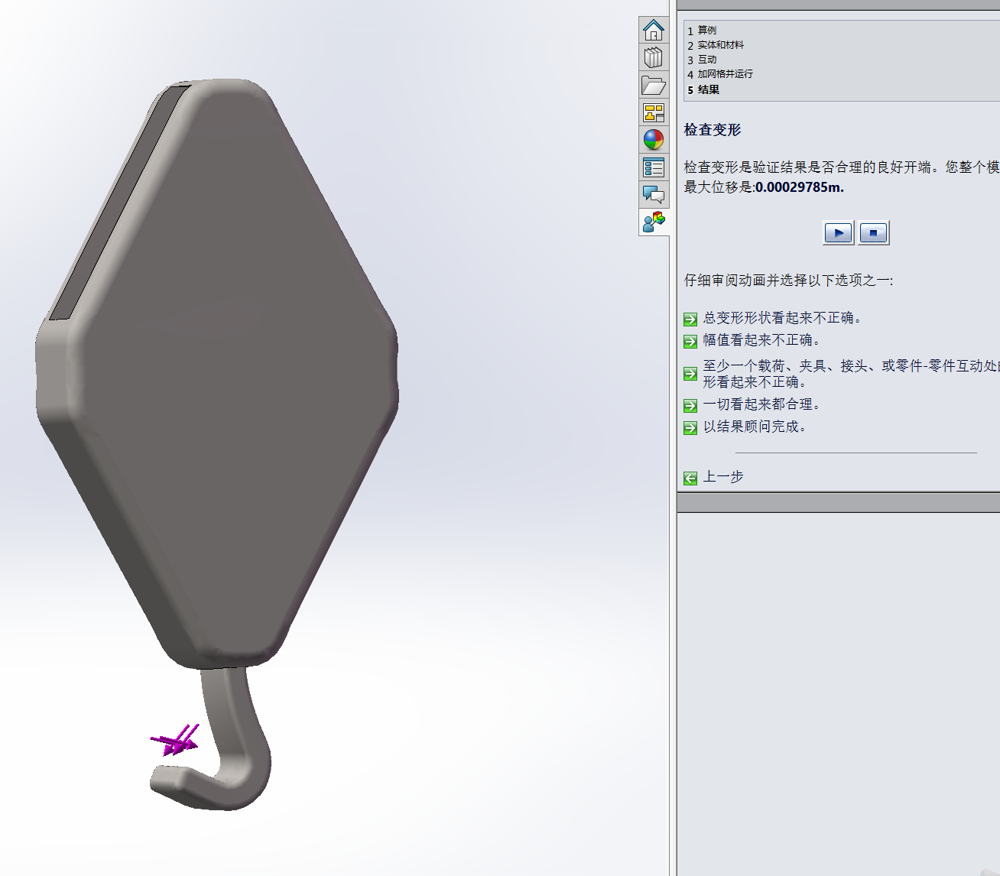 1 算例
2 实体和材料
3 互动
4 加网格并运行
5 结果
检查变形
检查变形是验证结果是否合理的良好开端。您整个模
最大位移是:0.00029785m.
仔细审阅动画并选择以下选项之一:
总变形形状看起来不正确。
幅值看起来不正确。
至少一个载荷、夹具、接头、或零件-零件互动处
形看起来不正确。
一切看起来都合理。
以结果顾问完成。
上一步